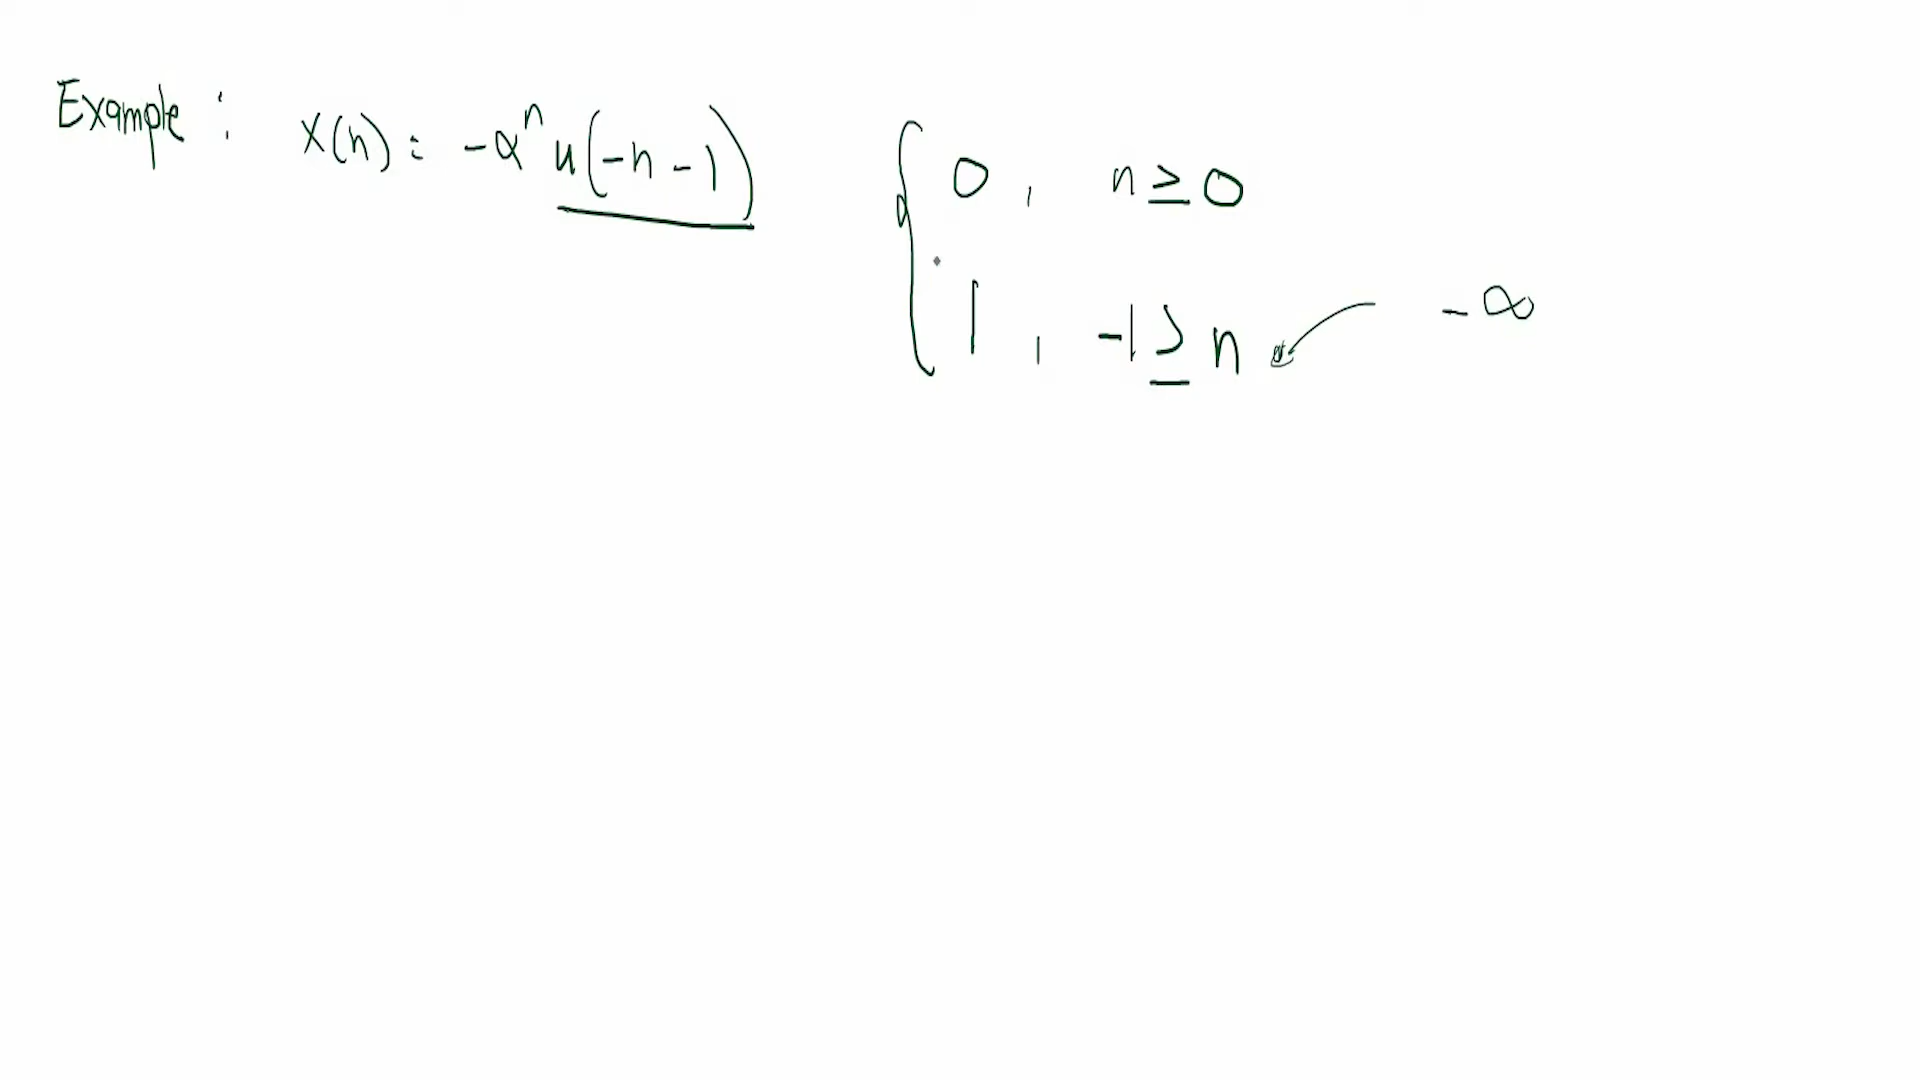 Example : x(n) = -α^n u(-n-1)
{ 0 , n ≥ 0
1 , -1 ≥ n - ∞